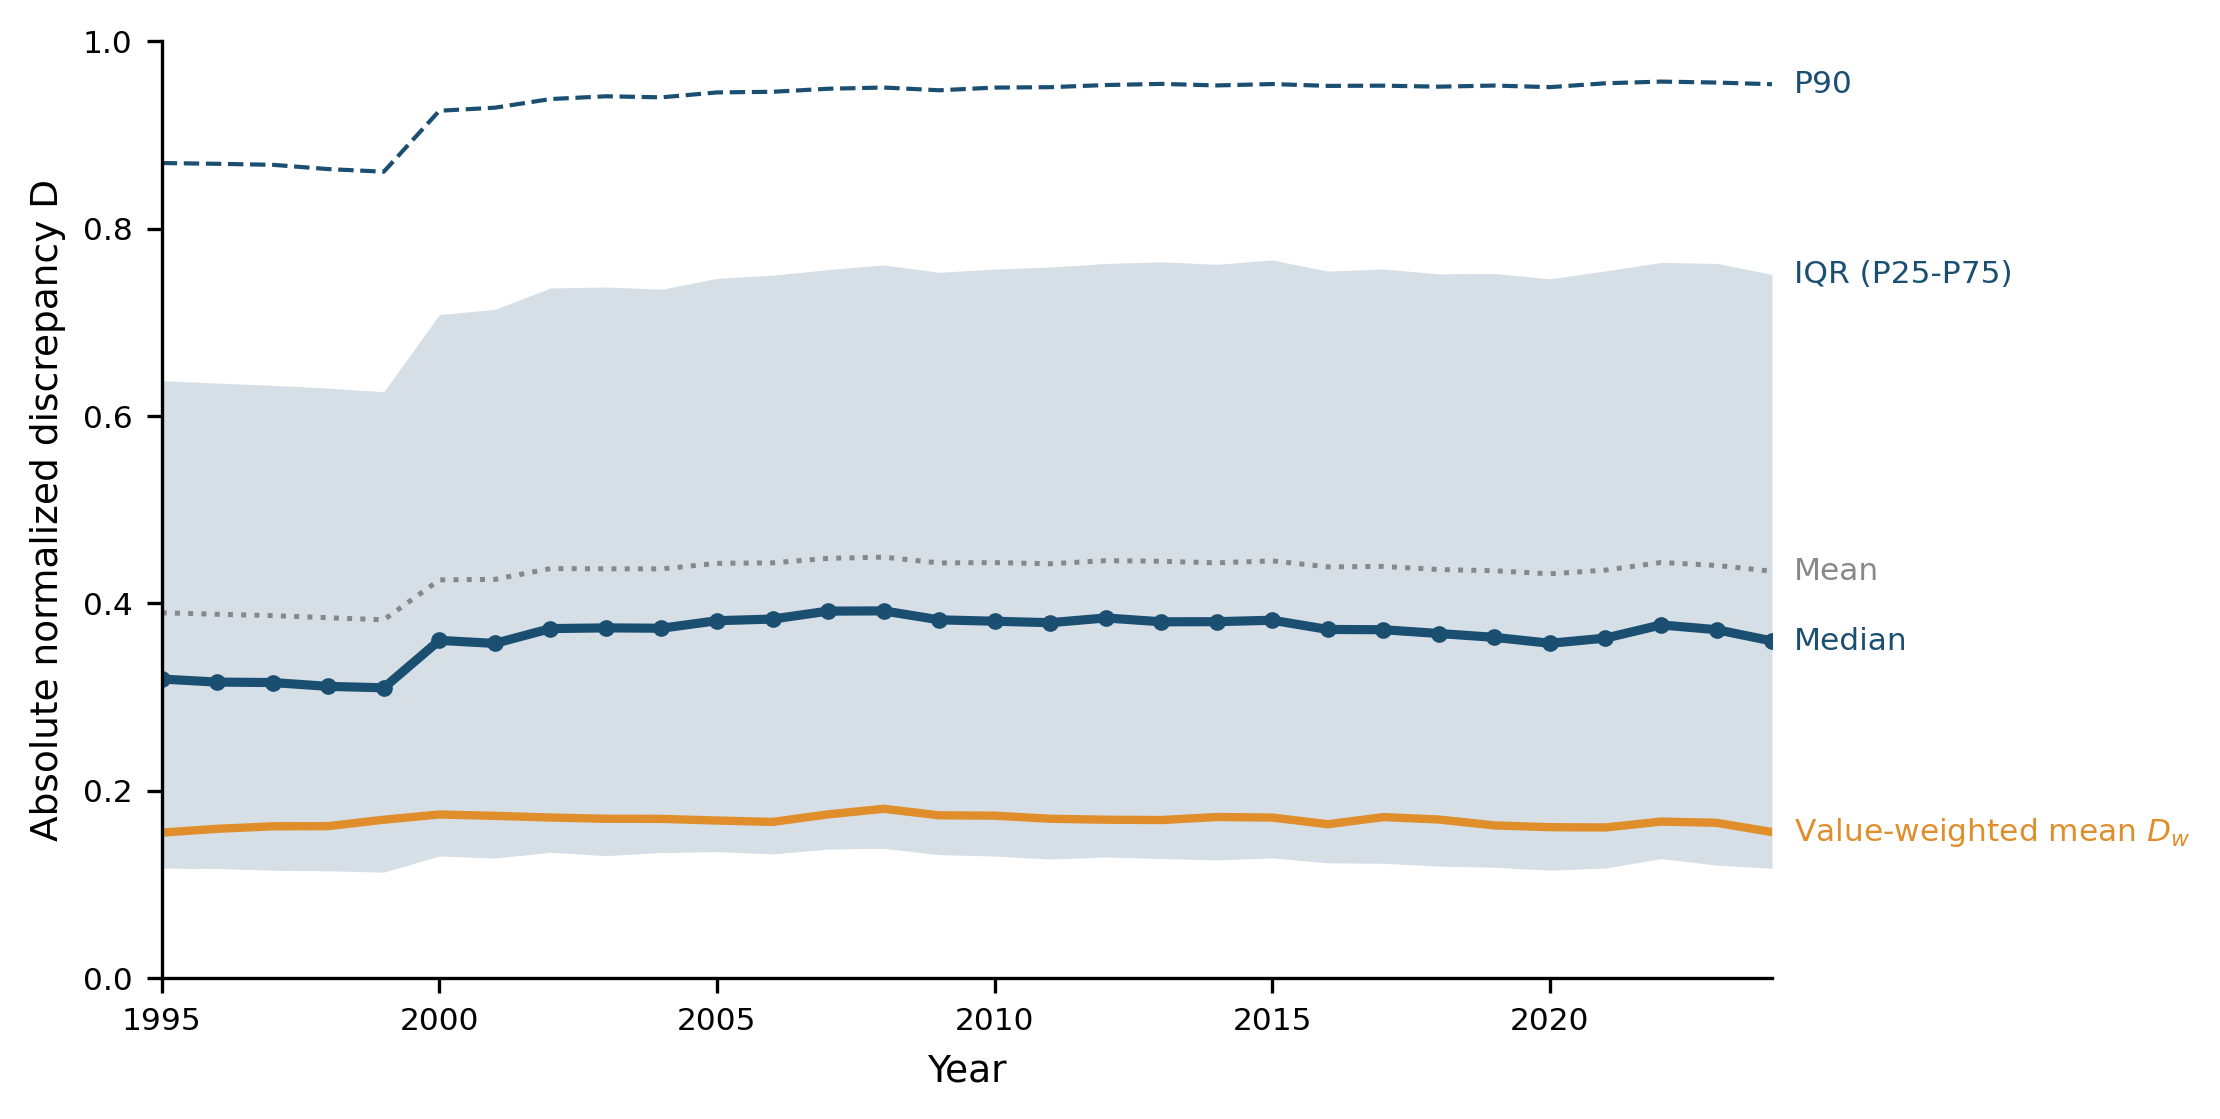 Absolute normalized discrepancy D
1.0
0.8
0.6
0.4
0.2
0.0
P90
IQR (P25-P75)
Mean
Median
Value-weighted mean D_w
1995 2000 2005 2010 2015 2020
Year